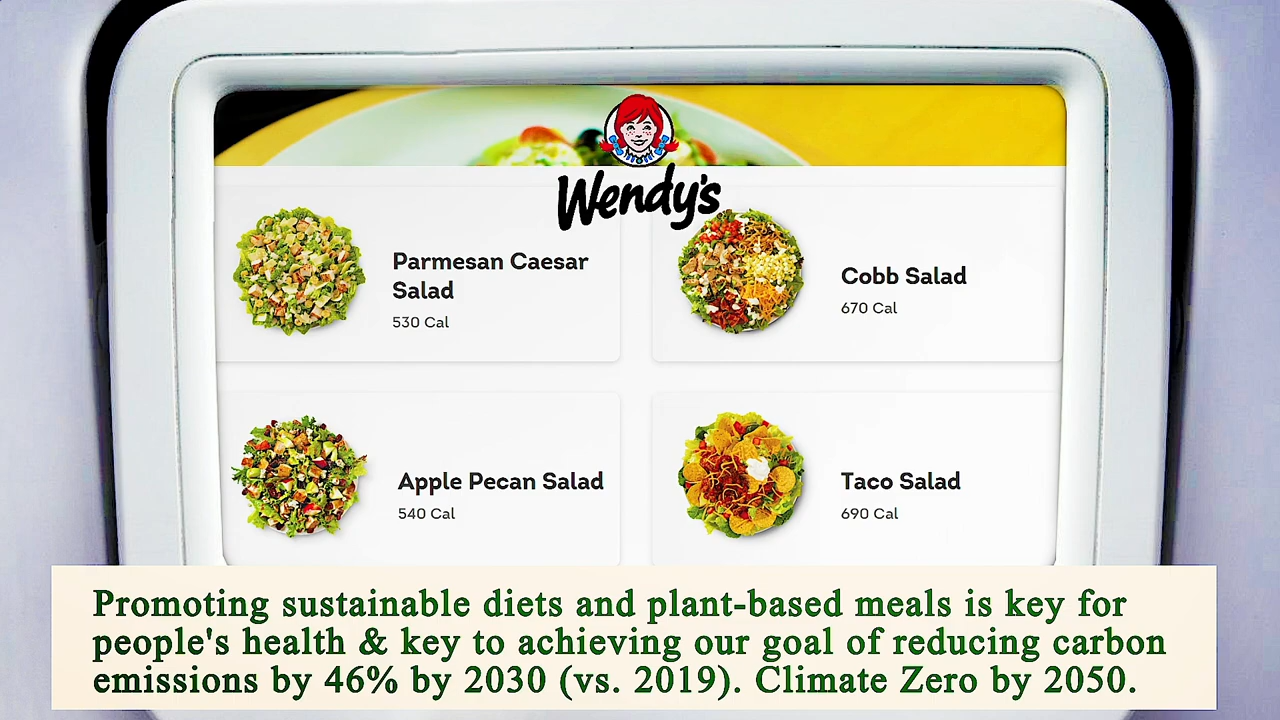 Wendy's
Parmesan Caesar
Salad
530 Cal
Cobb Salad
670 Cal
Apple Pecan Salad
540 Cal
Taco Salad
690 Cal
Promoting sustainable diets and plant-based meals is key for
people's health & key to achieving our goal of reducing carbon
emissions by 46% by 2030 (vs. 2019). Climate Zero by 2050.